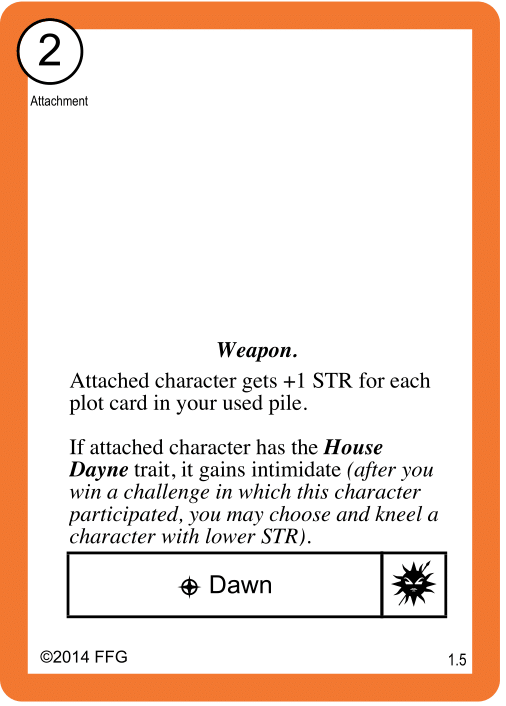 2
Attachment
Weapon.
Attached character gets +1 STR for each
plot card in your used pile.
If attached character has the House
Dayne trait, it gains intimidate (after you
win a challenge in which this character
participated, you may choose and kneel a
character with lower STR).
Dawn
©2014 FFG
1.5